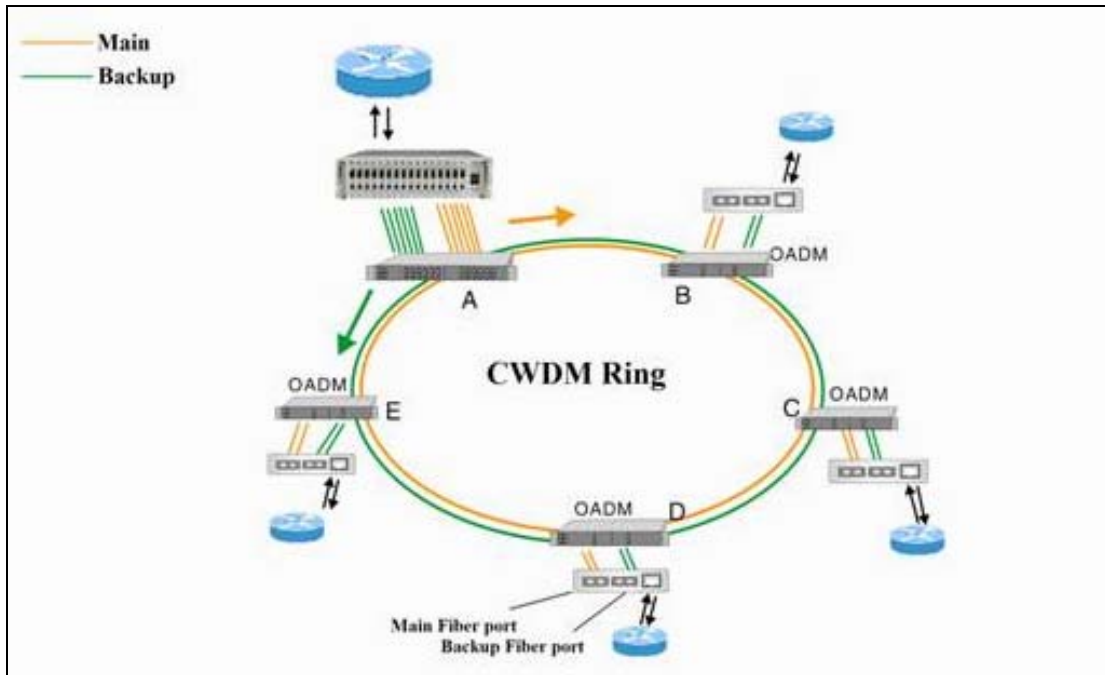 Main
Backup
A
B
OADM
CWDM Ring
OADM
E
C
OADM
OADM
D
Main Fiber port
Backup Fiber port